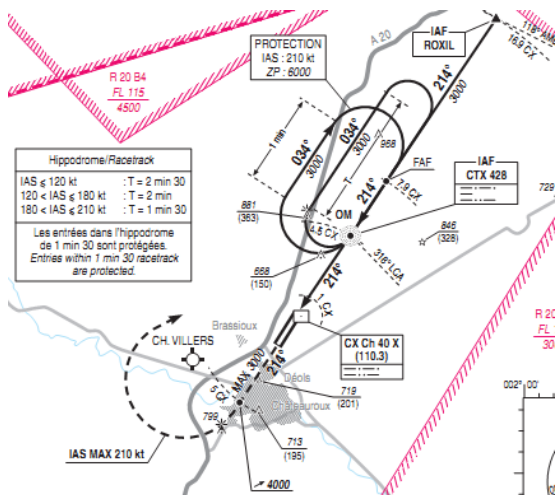 IAF
ROXIL
16.9 CX
A 20
PROTECTION
IAS : 210 kt
ZP : 6000
R 20 B4
FL 115
4500
214°
3000
034°
3000
034°
3000
1 min
T
958
Hippodrome/Racetrack
IAS ⩽ 120 kt : T = 2 min 30
120 < IAS ⩽ 180 kt : T = 2 min
180 < IAS ⩽ 210 kt : T = 1 min 30
Les entrées dans l'hippodrome
de 1 min 30 sont protégées.
Entries within 1 min 30 racetrack
are protected.
FAF
7.9 CX
214°
IAF
CTX 428
729
881
(363)
OM
4.5 CX
846
(328)
316° LCA
668
(150)
214°
1 CX
CX Ch 40 X
(110.3)
R 20
FL
30
Brassioux
CH. VILLERS
MAX 3000
214°
Déols
719
(201)
Châteauroux
799
713
(195)
IAS MAX 210 kt
4000
002° 00'